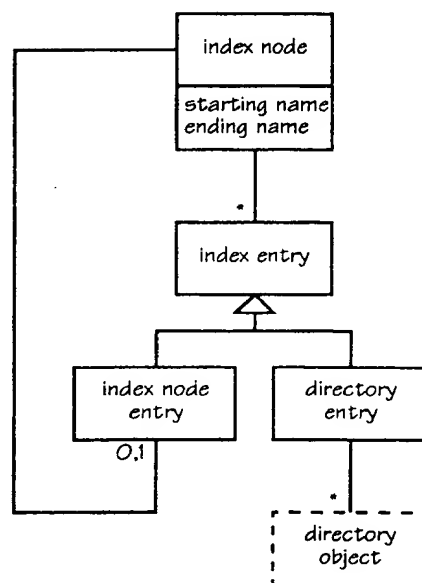 index node
starting name
ending name
*
index entry
index node
entry
directory
entry
0,1
*
directory
object